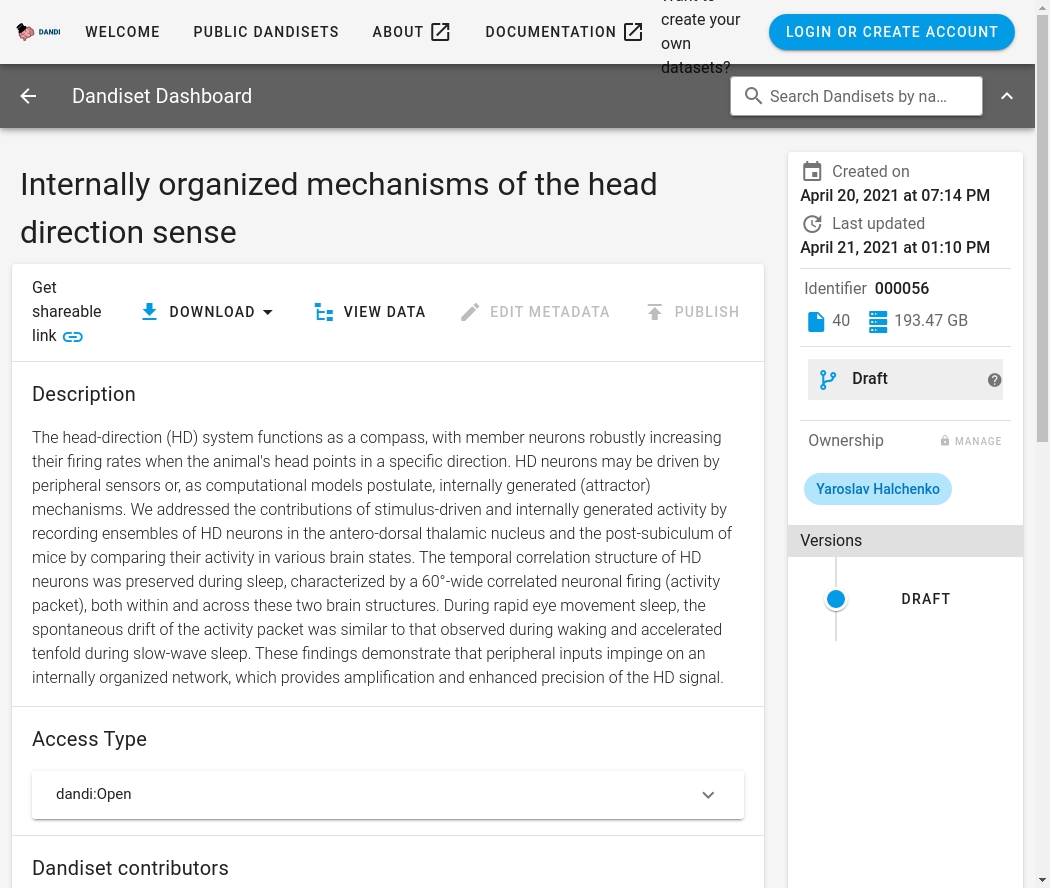 DANDI
WELCOME
PUBLIC DANDISETS
ABOUT
DOCUMENTATION
Want to
create your
own
datasets?
LOGIN OR CREATE ACCOUNT
Dandiset Dashboard
Search Dandisets by na…
Internally organized mechanisms of the head
direction sense
Get
shareable
link
DOWNLOAD
VIEW DATA
EDIT METADATA
PUBLISH
Description
The head-direction (HD) system functions as a compass, with member neurons robustly increasing
their firing rates when the animal's head points in a specific direction. HD neurons may be driven by
peripheral sensors or, as computational models postulate, internally generated (attractor)
mechanisms. We addressed the contributions of stimulus-driven and internally generated activity by
recording ensembles of HD neurons in the antero-dorsal thalamic nucleus and the post-subiculum of
mice by comparing their activity in various brain states. The temporal correlation structure of HD
neurons was preserved during sleep, characterized by a 60°-wide correlated neuronal firing (activity
packet), both within and across these two brain structures. During rapid eye movement sleep, the
spontaneous drift of the activity packet was similar to that observed during waking and accelerated
tenfold during slow-wave sleep. These findings demonstrate that peripheral inputs impinge on an
internally organized network, which provides amplification and enhanced precision of the HD signal.
Access Type
dandi:Open
Dandiset contributors
Created on
April 20, 2021 at 07:14 PM
Last updated
April 21, 2021 at 01:10 PM
Identifier 000056
40
193.47 GB
Draft
Ownership
MANAGE
Yaroslav Halchenko
Versions
DRAFT